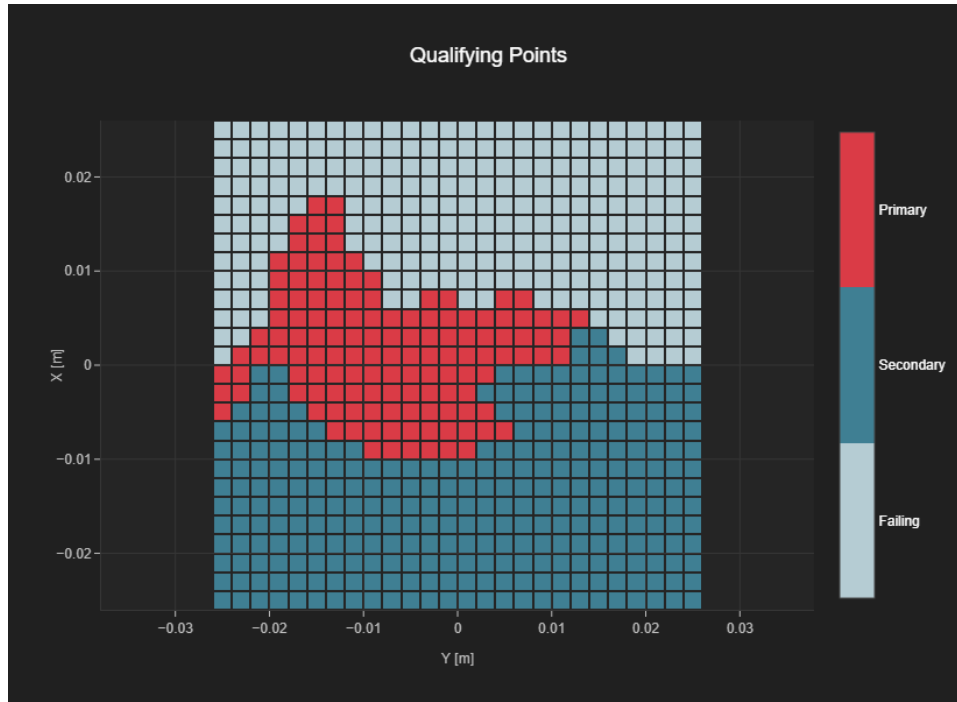 Qualifying Points
0.02
0.01
0
−0.01
−0.02
X [m]
−0.03
−0.02
−0.01
0
0.01
0.02
0.03
Y [m]
Primary
Secondary
Failing